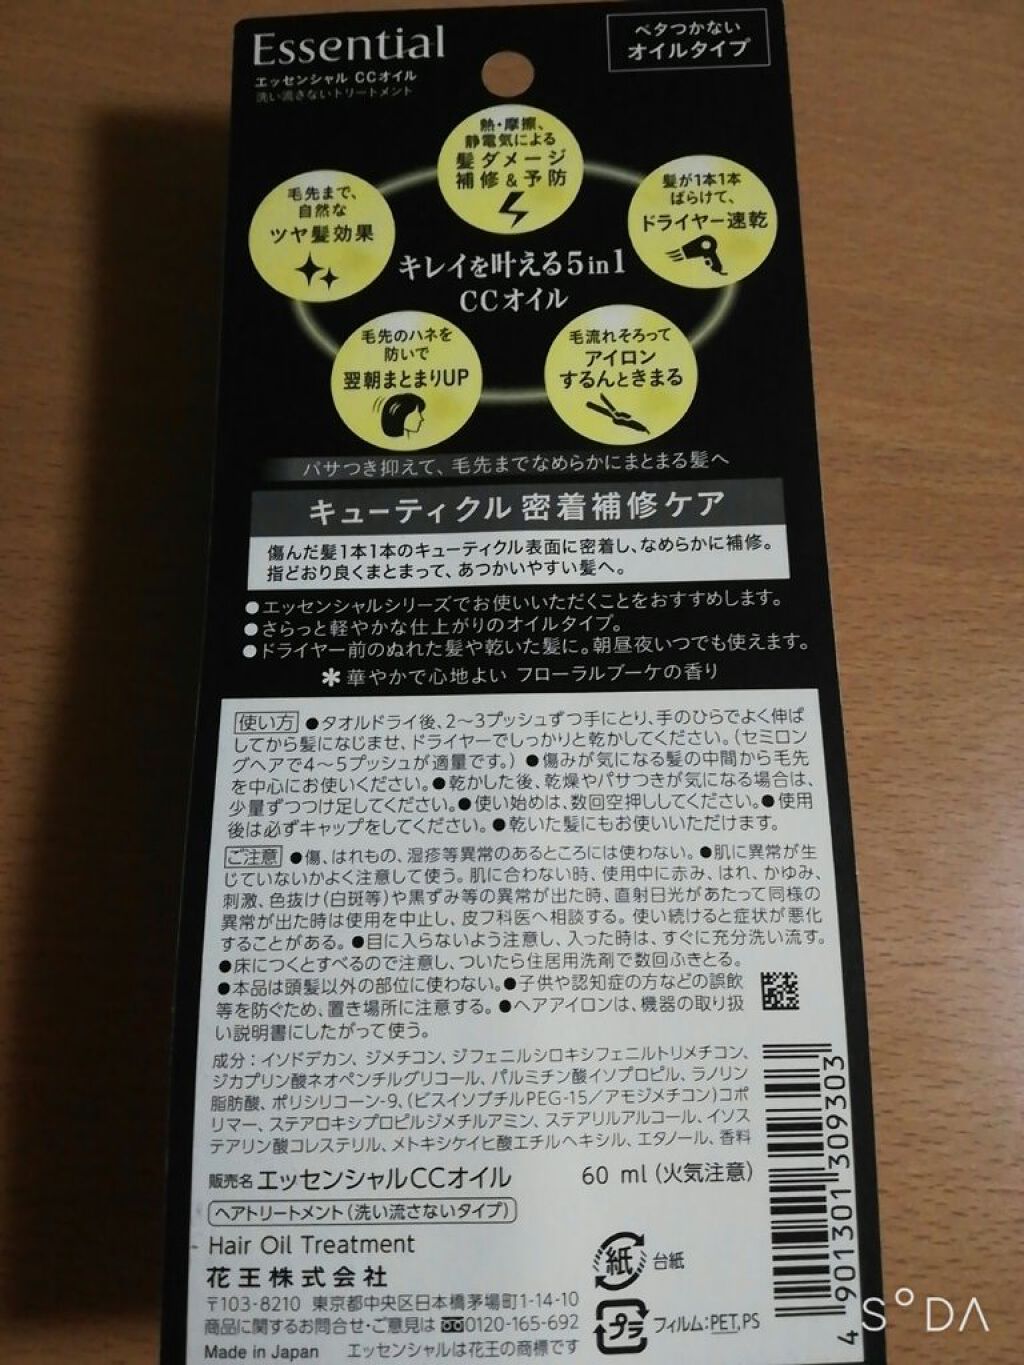 Essential
エッセンシャル CCオイル
洗い流さないトリートメント
ベタつかない
オイルタイプ
熱・摩擦、
静電気による
髪ダメージ
補修&予防
毛先まで、
自然な
ツヤ髪効果
髪が1本1本
ばらけて、
ドライヤー速乾
キレイを叶える5in1
CCオイル
毛先のハネを
防いで
翌朝まとまりUP
毛流れそろって
アイロン
するんときまる
パサつき抑えて、毛先までなめらかにまとまる髪へ
キューティクル 密着補修ケア
傷んだ髪1本1本のキューティクル表面に密着し、なめらかに補修。
指どおり良くまとまって、あつかいやすい髪へ。
●エッセンシャルシリーズでお使いいただくことをおすすめします。
●さらっと軽やかな仕上がりのオイルタイプ。
●ドライヤー前のぬれた髪や乾いた髪に。朝昼夜いつでも使えます。
✻華やかで心地よい フローラルブーケの香り
使い方 ●タオルドライ後、2〜3プッシュずつ手にとり、手のひらでよく伸ば
してから髪になじませ、ドライヤーでしっかりと乾かしてください。(セミロン
グヘアで4〜5プッシュが適量です。) ●傷みが気になる髪の中間から毛先
を中心にお使いください。●乾かした後、乾燥やパサつきが気になる場合は、
少量ずつつけ足してください。●使い始めは、数回空押ししてください。●使用
後は必ずキャップをしてください。●乾いた髪にもお使いいただけます。
ご注意 ●傷、はれもの、湿疹等異常のあるところには使わない。●肌に異常が生
じていないかよく注意して使う。肌に合わない時、使用中に赤み、はれ、かゆみ、
刺激、色抜け(白斑等)や黒ずみ等の異常が出た時、直射日光があたって同様の
異常が出た時は使用を中止し、皮フ科医へ相談する。使い続けると症状が悪化
することがある。●目に入らないよう注意し、入った時は、すぐに充分洗い流す。
●床につくとすべるので注意し、ついたら住居用洗剤で数回ふきとる。
●本品は頭髪以外の部位に使わない。●子供や認知症の方などの誤飲
等を防ぐため、置き場所に注意する。●ヘアアイロンは、機器の取り扱
い説明書にしたがって使う。
成分：イソドデカン、ジメチコン、ジフェニルシロキシフェニルトリメチコン、
ジカプリン酸ネオペンチルグリコール、パルミチン酸イソプロピル、ラノリン
脂肪酸、ポリシリコーン-9、(ビスイソブチルPEG-15/アモジメチコン)コポ
リマー、ステアロキシプロピルジメチルアミン、ステアリルアルコール、イソス
テアリン酸コレステリル、メトキシケイヒ酸エチルヘキシル、エタノール、香料
販売名 エッセンシャルCCオイル 60 ml (火気注意)
ヘアトリートメント(洗い流さないタイプ)
Hair Oil Treatment
花王株式会社
〒103-8210 東京都中央区日本橋茅場町1-14-10
商品に関するお問合せ・ご意見は 0120-165-692
Made in Japan エッセンシャルは花王の商標です
紙 台紙
プラ フィルム:PET,PS
4 901301 309303
S°DA